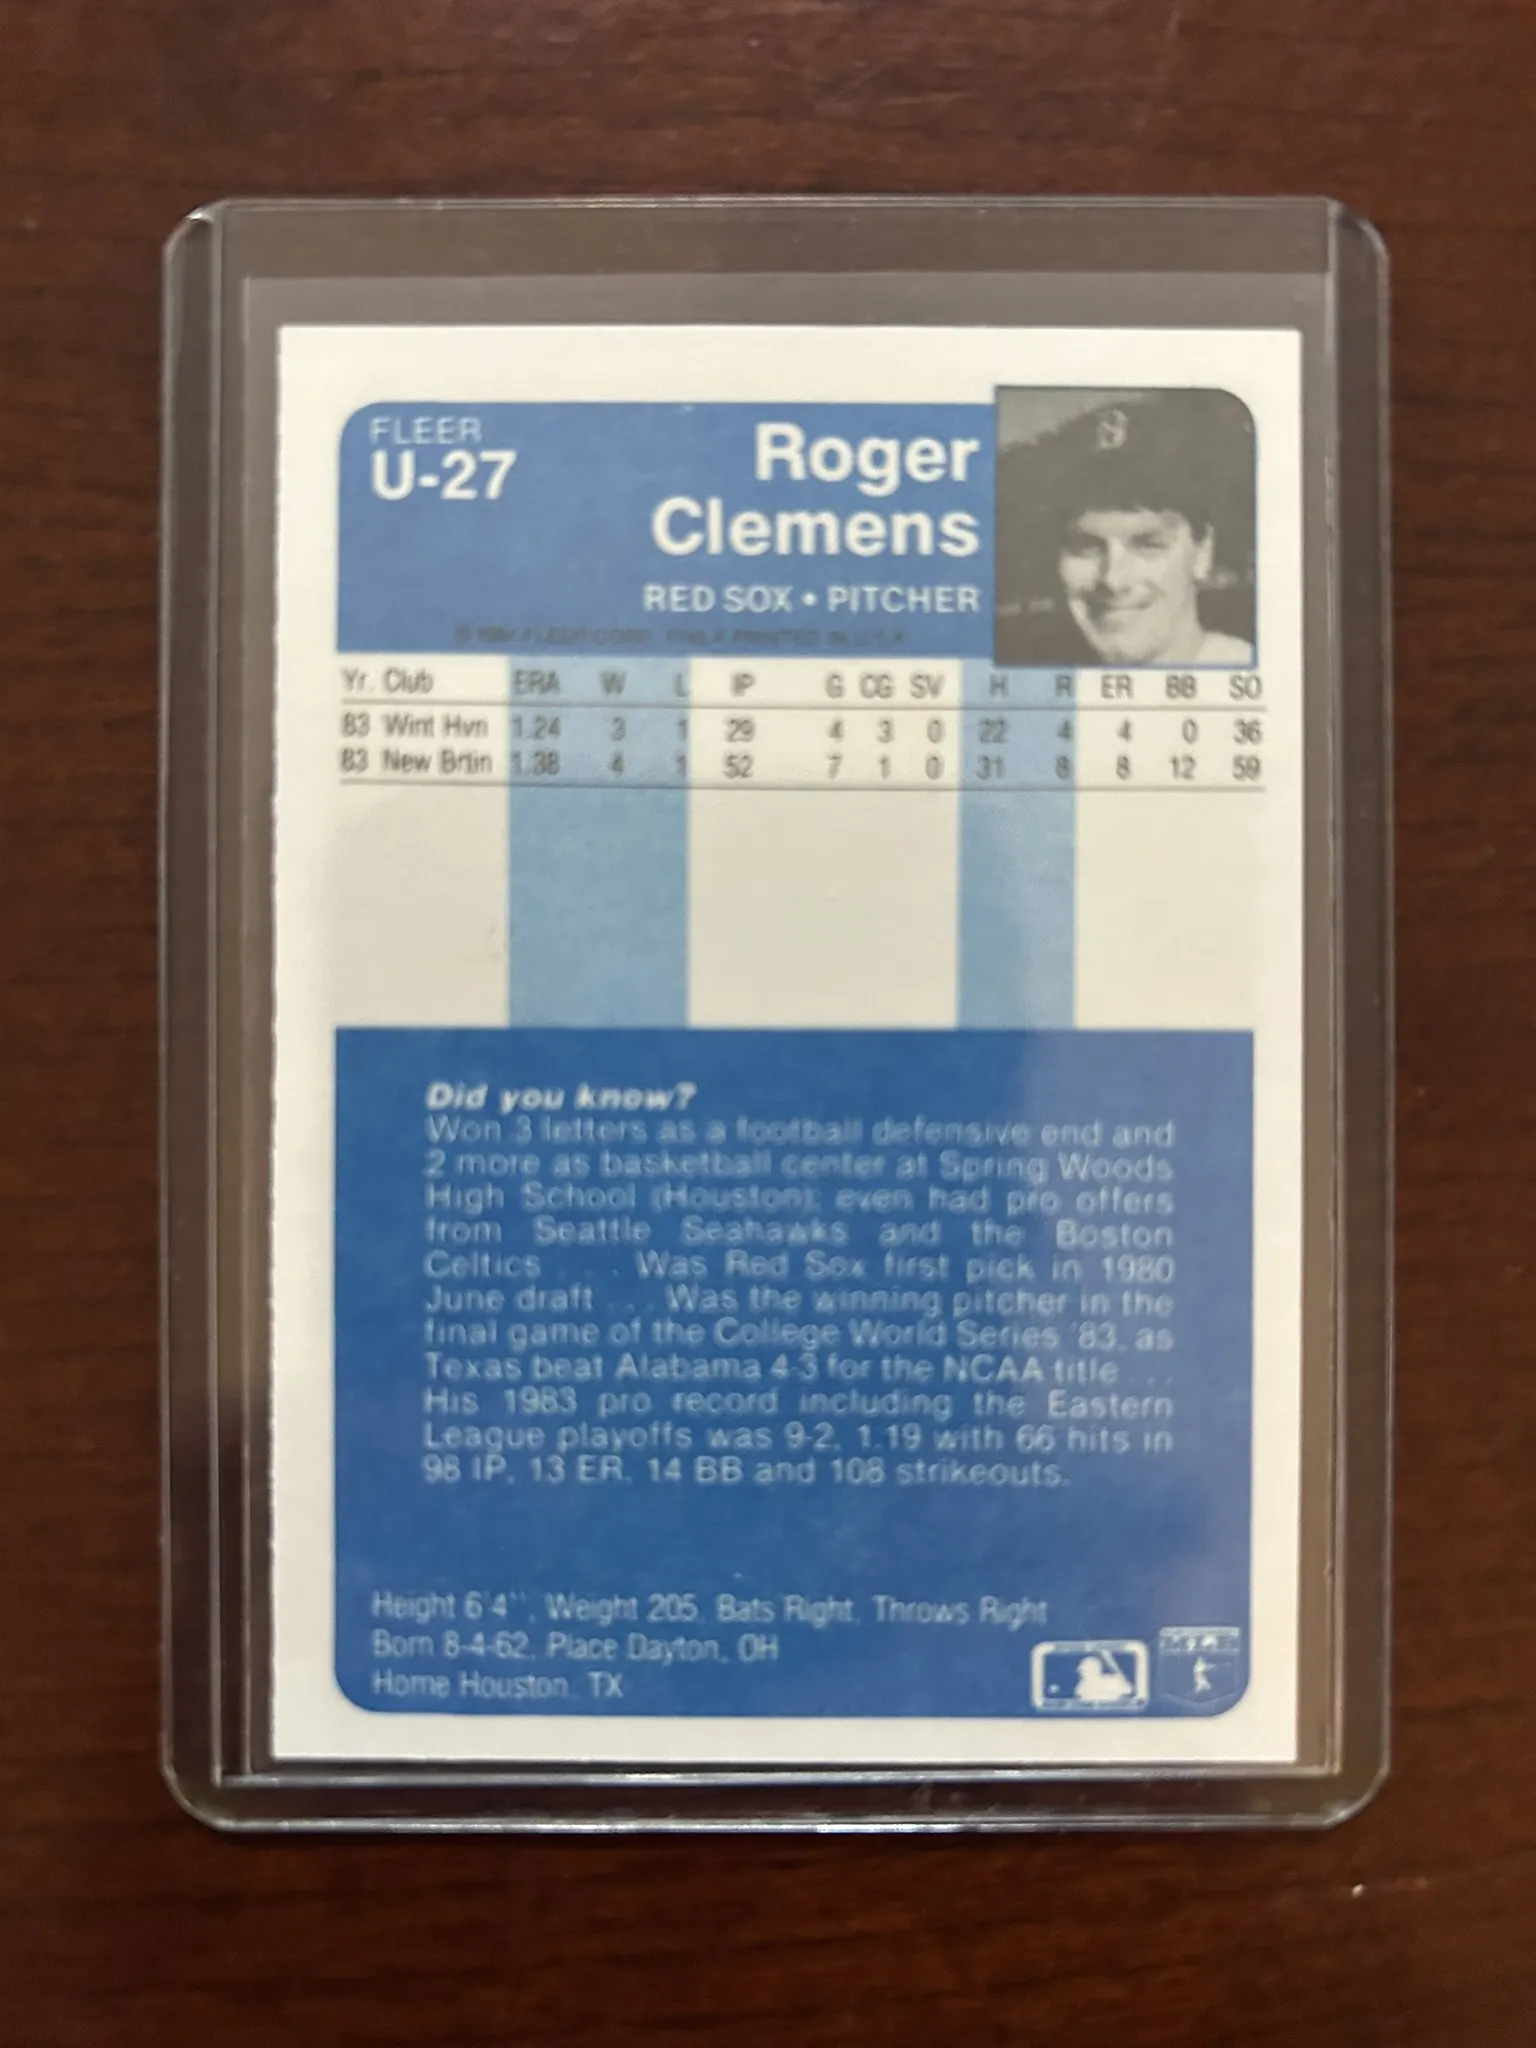 FLEER
U-27
Roger
Clemens
RED SOX • PITCHER
© 1984 FLEER CORP. PHILA PRINTED IN U.S.A.
Yr. Club ERA W L IP G CG SV H R ER BB SO
83 Wint Hvn 1.24 3 1 29 4 3 0 22 4 4 0 36
83 New Brtin 1.38 4 1 52 7 1 0 31 8 8 12 59
Did you know?
Won 3 letters as a football defensive end and
2 more as basketball center at Spring Woods
High School (Houston); even had pro offers
from Seattle Seahawks and the Boston
Celtics . . . Was Red Sox first pick in 1980
June draft . . . Was the winning pitcher in the
final game of the College World Series '83, as
Texas beat Alabama 4-3 for the NCAA title . . .
His 1983 pro record including the Eastern
League playoffs was 9-2, 1.19 with 66 hits in
98 IP, 13 ER, 14 BB and 108 strikeouts.
Height 6'4", Weight 205, Bats Right, Throws Right
Born 8-4-62, Place Dayton, OH
Home Houston, TX